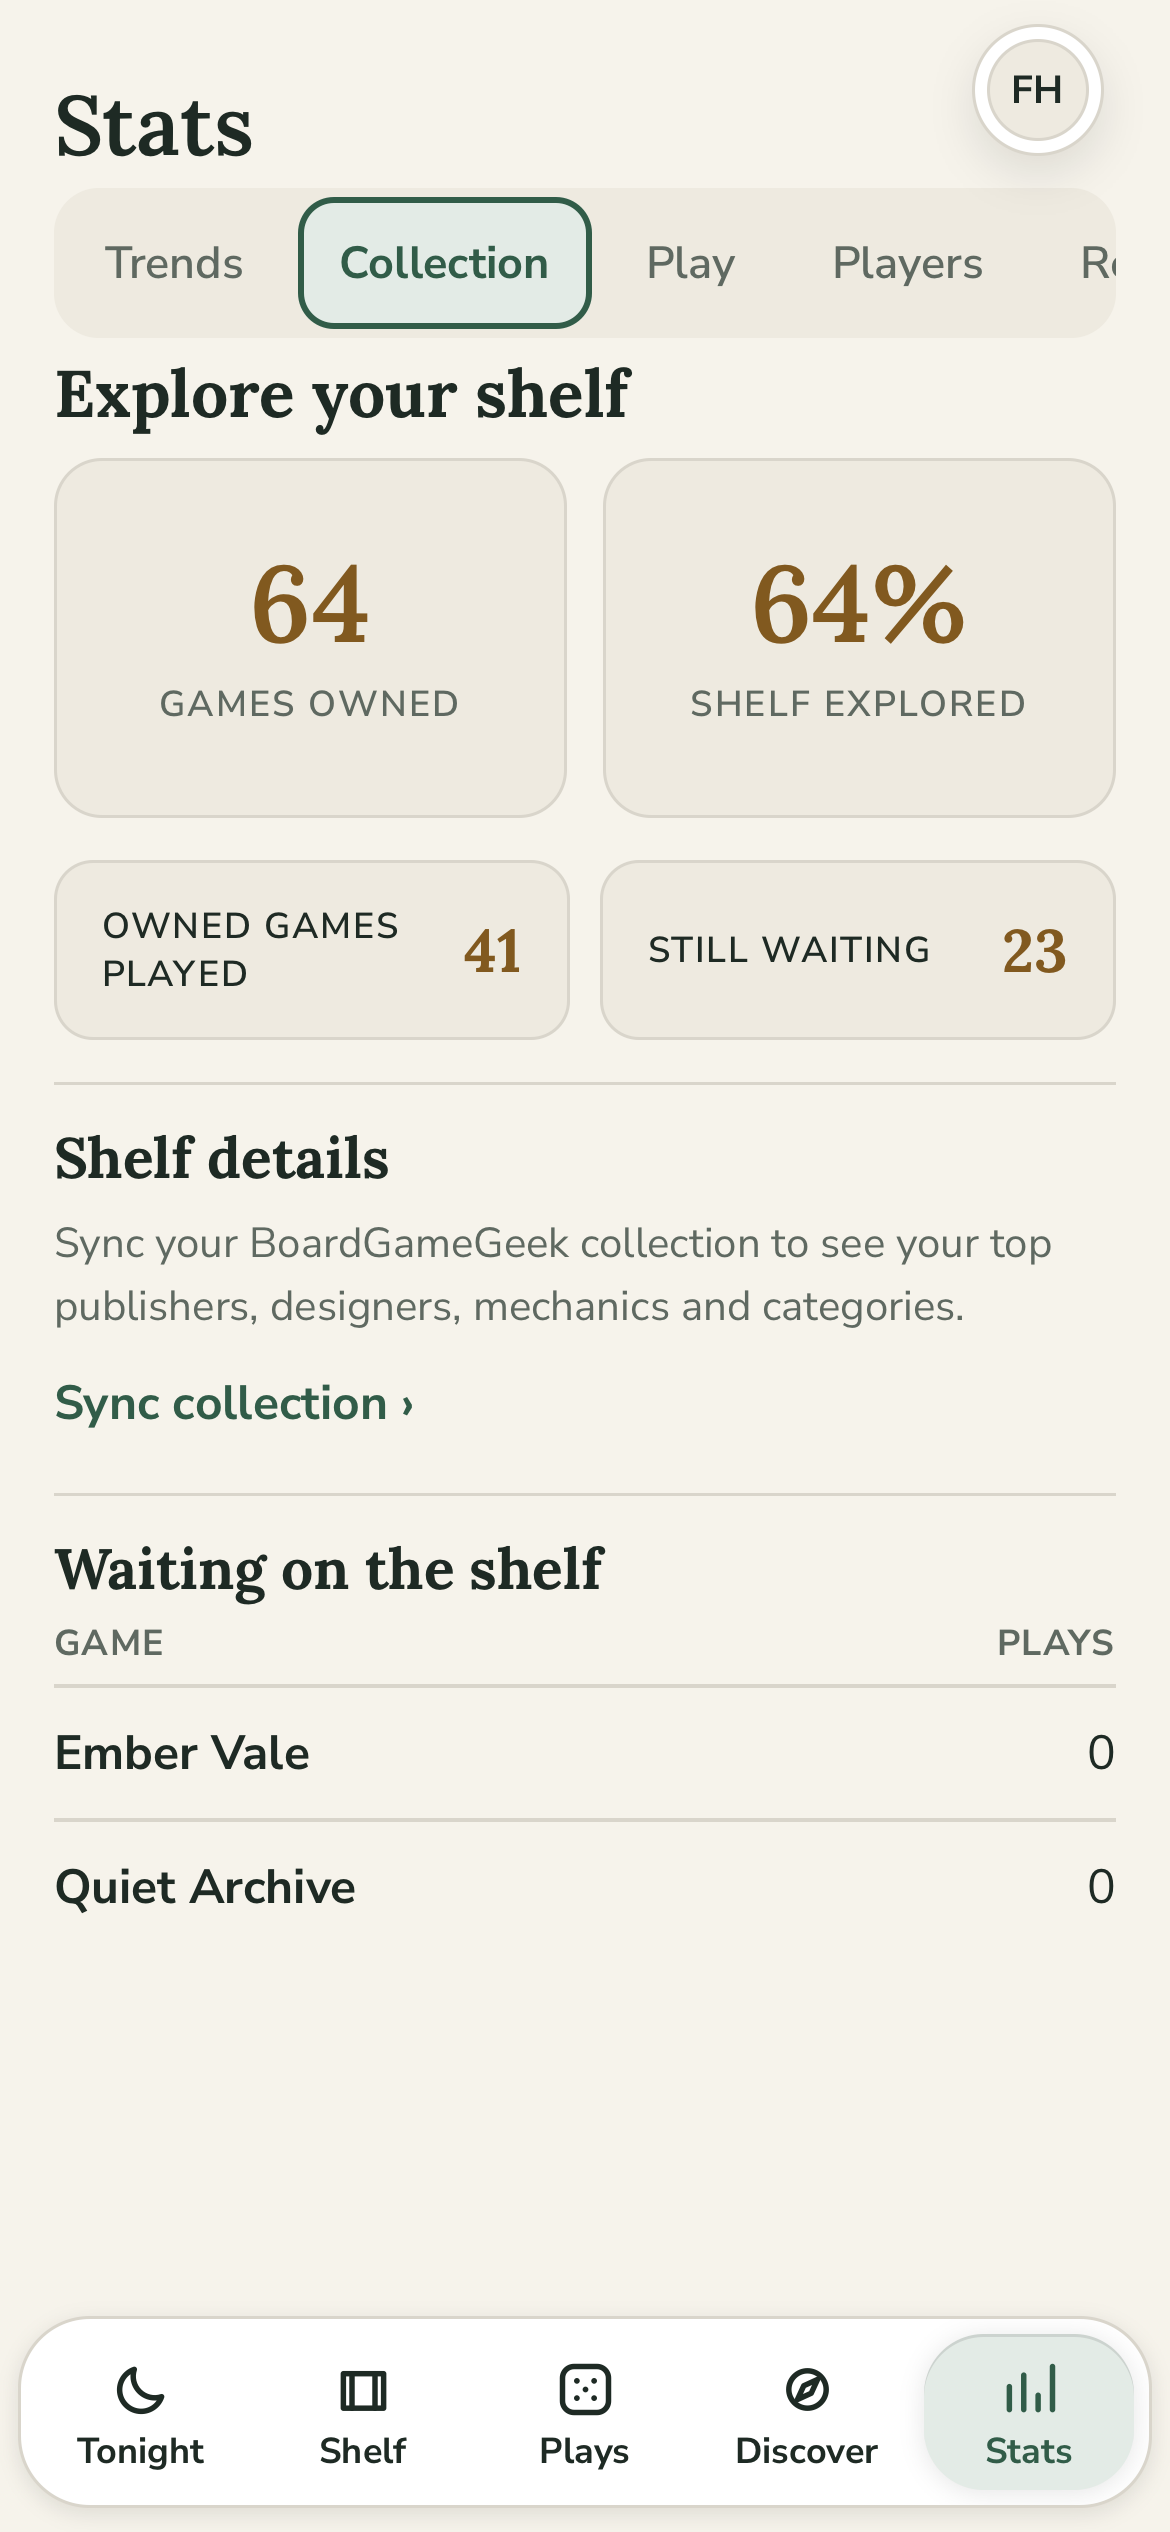 FH
Stats
Trends Collection Play Players Re
Explore your shelf
64
GAMES OWNED
64%
SHELF EXPLORED
OWNED GAMES
PLAYED
41
STILL WAITING
23
Shelf details
Sync your BoardGameGeek collection to see your top
publishers, designers, mechanics and categories.
Sync collection ›
Waiting on the shelf
GAME PLAYS
Ember Vale 0
Quiet Archive 0
Tonight Shelf Plays Discover Stats